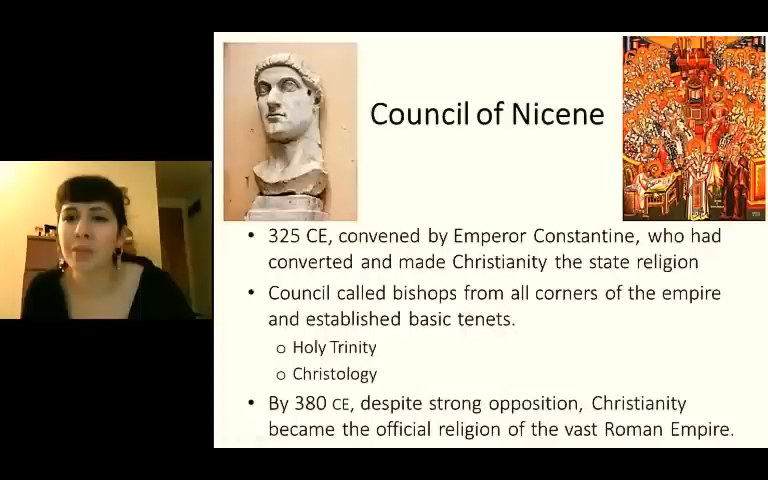 Council of Nicene
• 325 CE, convened by Emperor Constantine, who had
converted and made Christianity the state religion
• Council called bishops from all corners of the empire
and established basic tenets.
o Holy Trinity
o Christology
• By 380 CE, despite strong opposition, Christianity
became the official religion of the vast Roman Empire.